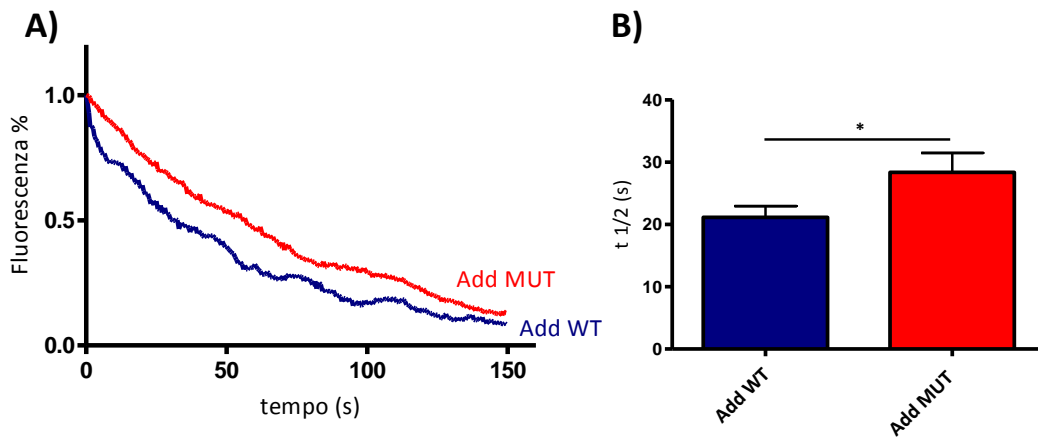 A)
Fluorescenza %
1.0
0.5
0.0
0
50
100
150
tempo (s)
Add MUT
Add WT
B)
t 1/2 (s)
40
30
20
10
0
*
Add WT
Add MUT